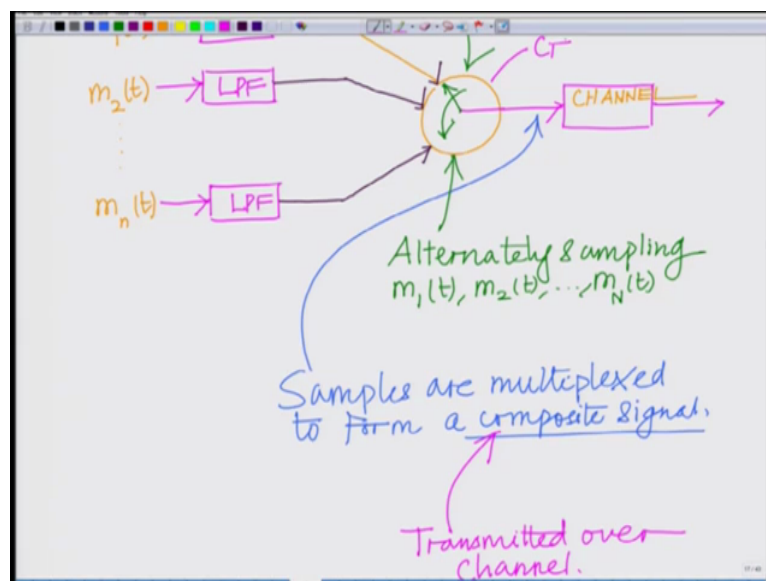 CT
m₂(t) LPF CHANNEL
mₙ(t) LPF
Alternately sampling
m₁(t), m₂(t), ..., m_N(t)
Samples are multiplexed
to form a composite signal.
Transmitted over
channel.